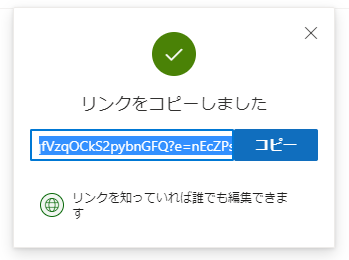 リンクをコピーしました
gfVzqOCkS2pybnGFQ?e=nEcZPs コピー
リンクを知っていれば誰でも編集できま
す